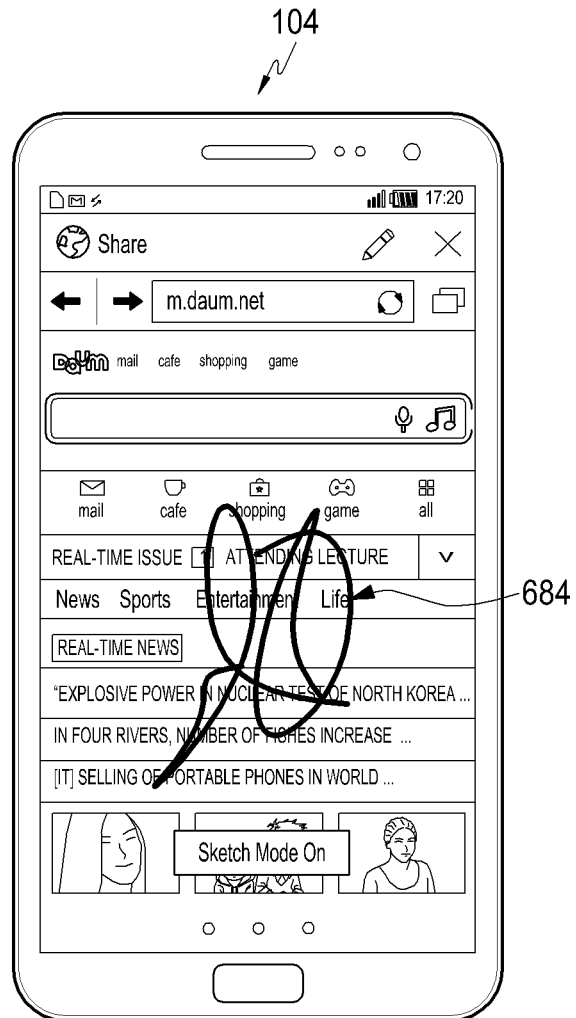 104
17:20
Share
m.daum.net
Daum mail cafe shopping game
mail cafe shopping game all
REAL-TIME ISSUE 1 ATTENDING LECTURE
News Sports Entertainment Life
684
REAL-TIME NEWS
“EXPLOSIVE POWER IN NUCLEAR TEST OF NORTH KOREA ...
IN FOUR RIVERS, NUMBER OF FISHES INCREASE ...
[IT] SELLING OF PORTABLE PHONES IN WORLD ...
Sketch Mode On